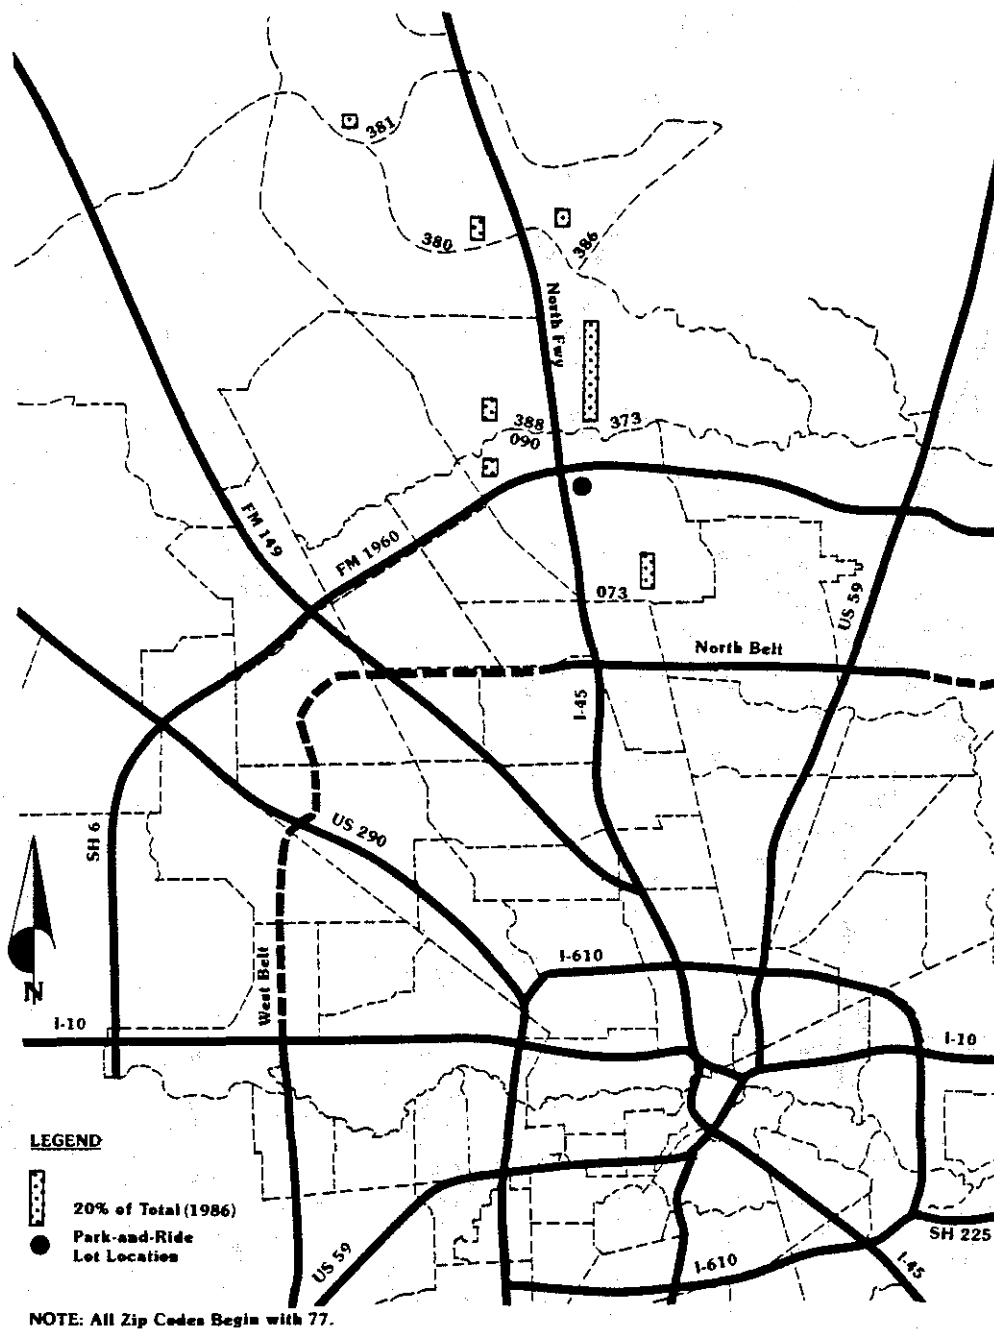 381
380
386
North Fwy
388
373
090
FM 149
FM 1960
073
US 59
North Belt
I-45
SH 6
US 290
N
West Belt
I-610
I-10
I-10
LEGEND
20% of Total (1986)
Park-and-Ride
Lot Location
US 59
I-610
I-45
SH 225
NOTE: All Zip Codes Begin with 77.